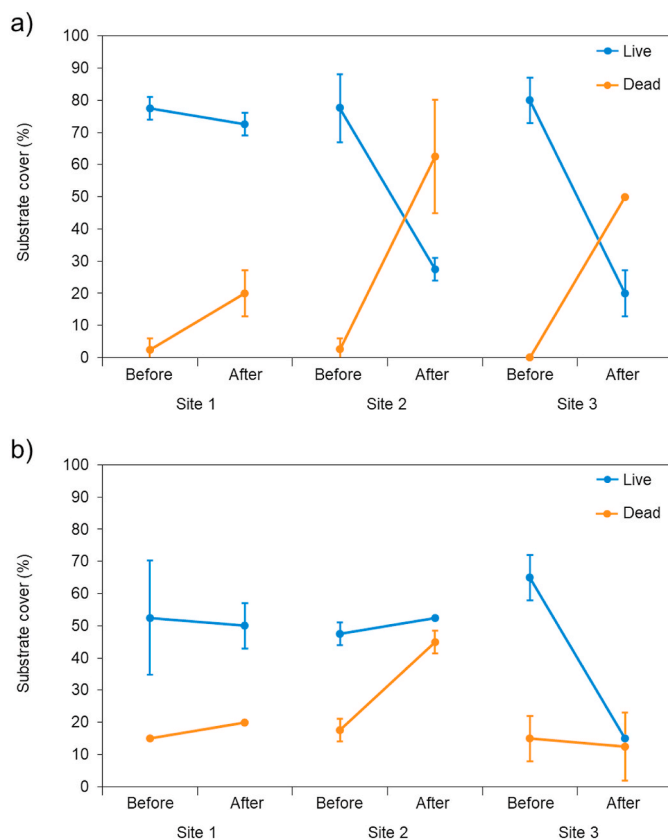 a)
Substrate cover (%)
100
90
80
70
60
50
40
30
20
10
0
Live
Dead
Before After Before After Before After
Site 1 Site 2 Site 3
b)
Substrate cover (%)
100
90
80
70
60
50
40
30
20
10
0
Live
Dead
Before After Before After Before After
Site 1 Site 2 Site 3